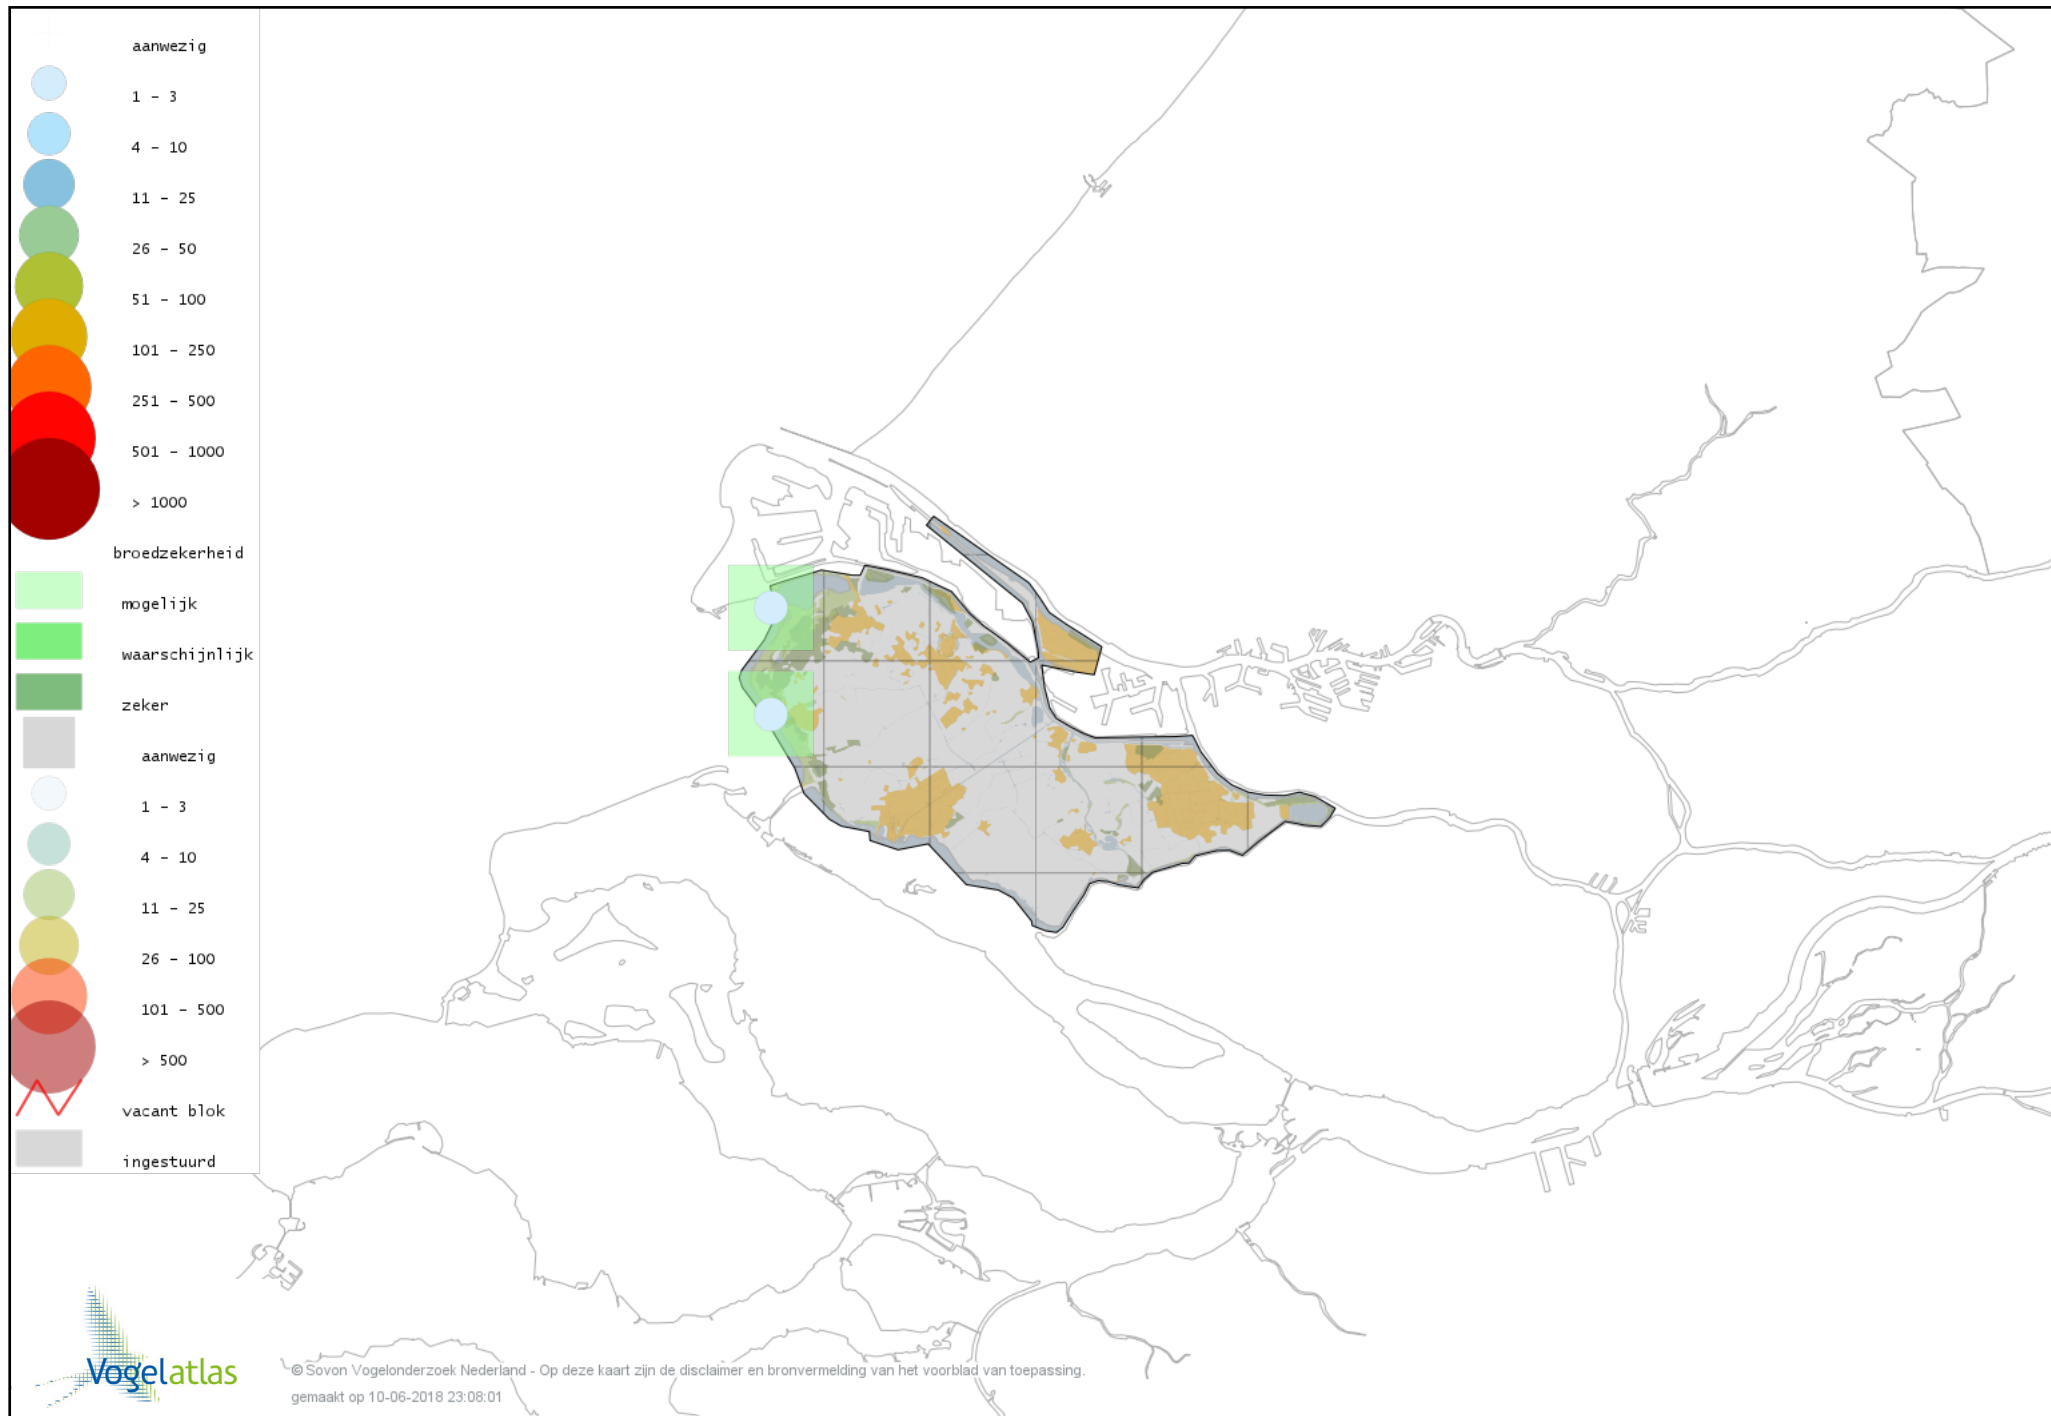 aanwezig
1 – 3
4 – 10
11 – 25
26 – 50
51 – 100
101 – 250
251 – 500
501 – 1000
> 1000
broedzekerheid
mogelijk
waarschijnlijk
zeker
aanwezig
1 – 3
4 – 10
11 – 25
26 – 100
101 – 500
> 500
vacant blok
ingestuurd
Vogelatlas
© Sovon Vogelonderzoek Nederland - Op deze kaart zijn de disclaimer en bronvermelding van het voorblad van toepassing.
gemaakt op 10-06-2018 23:08:01